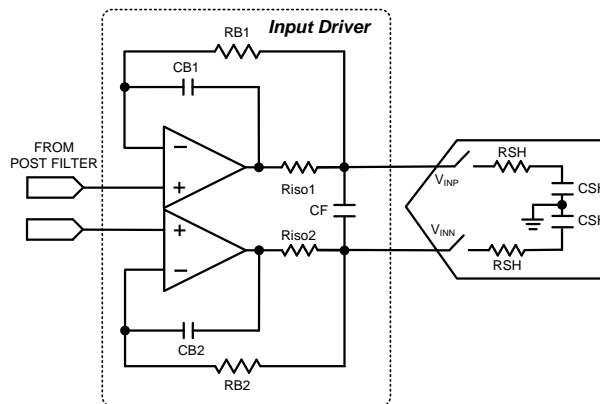 Input Driver
RB1
CB1
FROM
POST FILTER
−
+
Riso1
VINP
RSH
CSH
CF
CSH
+
−
Riso2
VINN
RSH
CB2
RB2